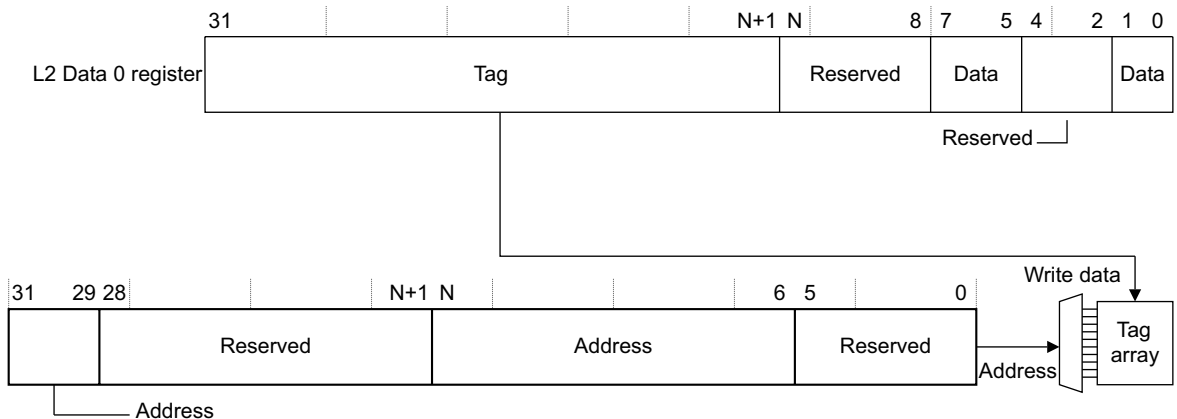 31 N+1 N 8 7 5 4 2 1 0
L2 Data 0 register Tag Reserved Data Data
Reserved
Write data
31 29 28 N+1 N 6 5 0
Reserved Address Reserved Tag
array
Address
Address